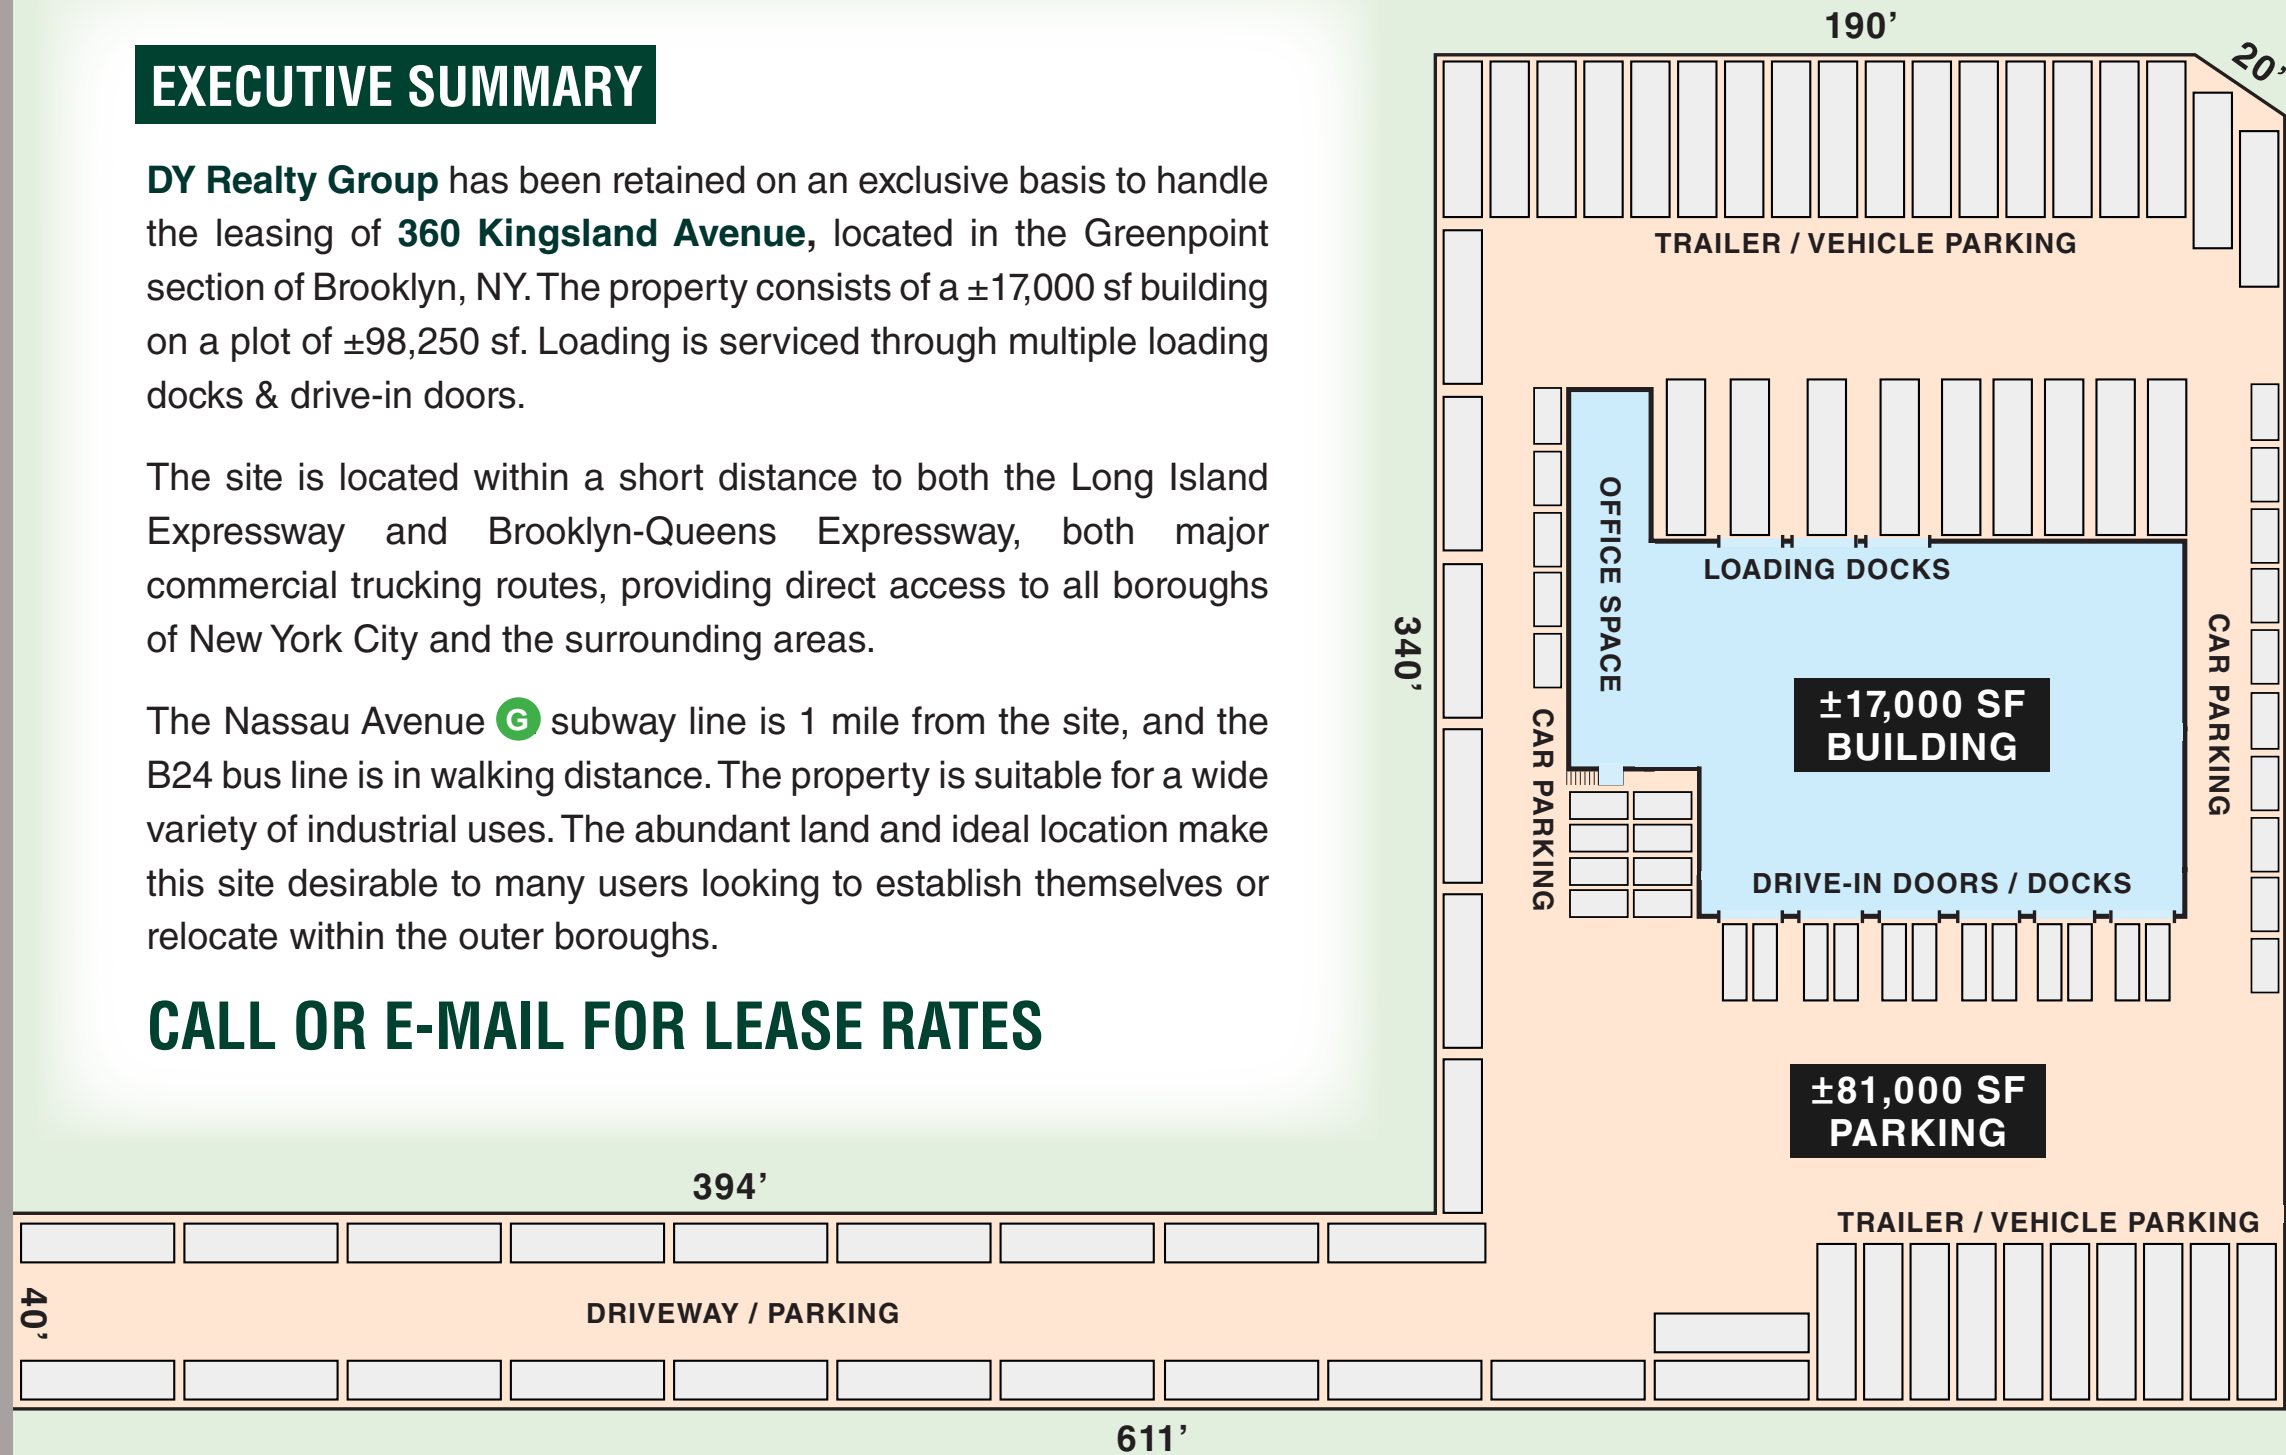 EXECUTIVE SUMMARY
DY Realty Group has been retained on an exclusive basis to handle
the leasing of 360 Kingsland Avenue, located in the Greenpoint
section of Brooklyn, NY. The property consists of a ±17,000 sf building
on a plot of ±98,250 sf. Loading is serviced through multiple loading
docks & drive-in doors.
The site is located within a short distance to both the Long Island
Expressway and Brooklyn-Queens Expressway, both major
commercial trucking routes, providing direct access to all boroughs
of New York City and the surrounding areas.
The Nassau Avenue G subway line is 1 mile from the site, and the
B24 bus line is in walking distance. The property is suitable for a wide
variety of industrial uses. The abundant land and ideal location make
this site desirable to many users looking to establish themselves or
relocate within the outer boroughs.
CALL OR E-MAIL FOR LEASE RATES
190’
20’
TRAILER / VEHICLE PARKING
340’
OFFICE SPACE
LOADING DOCKS
±17,000 SF
BUILDING
CAR PARKING
CAR PARKING
DRIVE-IN DOORS / DOCKS
±81,000 SF
PARKING
TRAILER / VEHICLE PARKING
394’
40’
DRIVEWAY / PARKING
611’